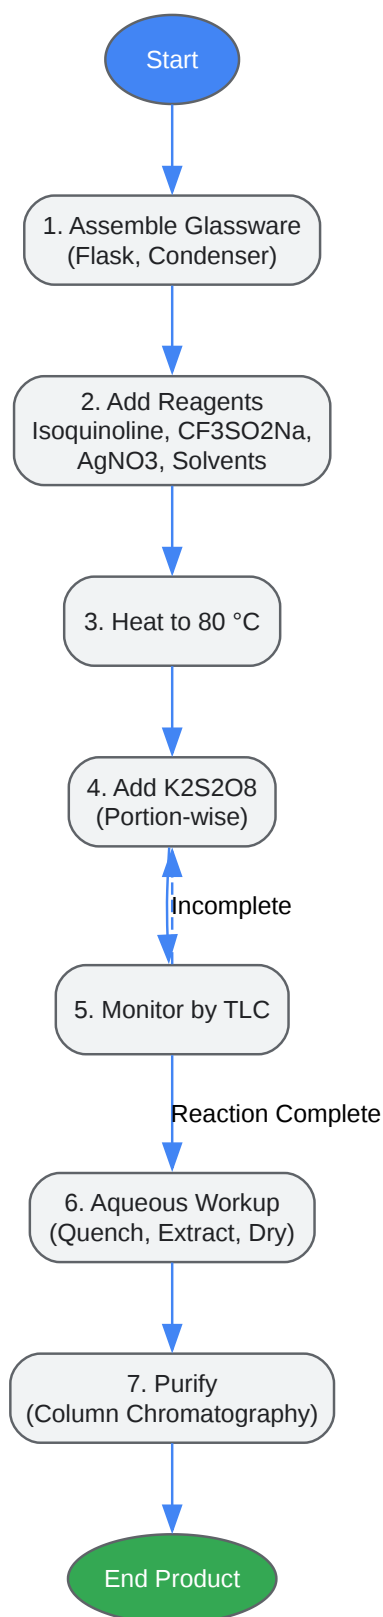 Start
1. Assemble Glassware
(Flask, Condenser)
2. Add Reagents
Isoquinoline, CF3SO2Na,
AgNO3, Solvents
3. Heat to 80 °C
4. Add K2S2O8
(Portion-wise)
Incomplete
5. Monitor by TLC
Reaction Complete
6. Aqueous Workup
(Quench, Extract, Dry)
7. Purify
(Column Chromatography)
End Product